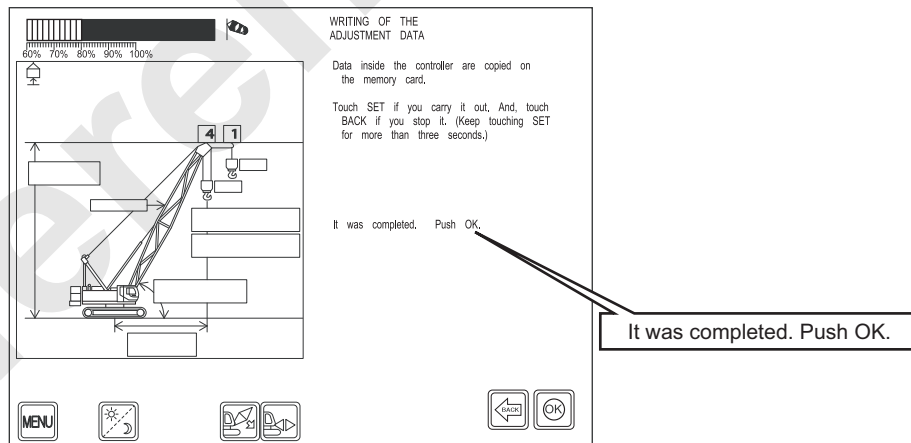 WRITING OF THE
ADJUSTMENT DATA
60% 70% 80% 90% 100%
Data inside the controller are copied on
the memory card.
Touch SET if you carry it out. And, touch
BACK if you stop it. (Keep touching SET
for more than three seconds.)
4 1
It was completed. Push OK.
It was completed. Push OK.
MENU
BACK
OK